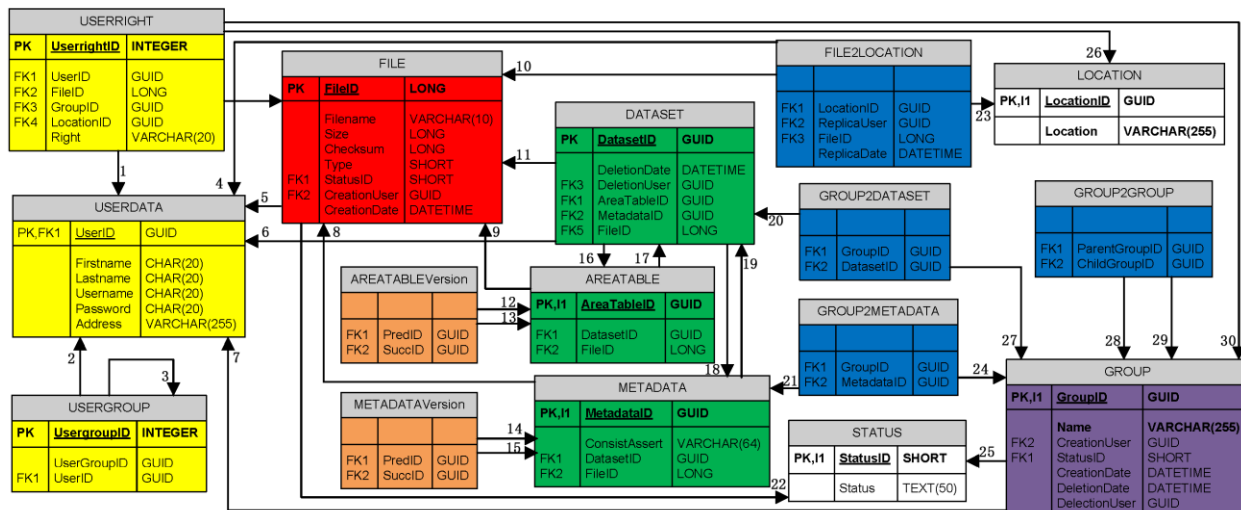 USERRIGHT
PK UserrightID INTEGER
FK1 UserID GUID
FK2 FileID LONG
FK3 GroupID GUID
FK4 LocationID GUID
Right VARCHAR(20)
FILE
PK FileID LONG
Filename VARCHAR(10)
Size LONG
Checksum LONG
Type SHORT
FK1 StatusID SHORT
FK2 CreationUser GUID
CreationDate DATETIME
DATASET
PK DatasetID GUID
DeletionDate DATETIME
FK3 DeletionUser GUID
FK1 AreaTableID GUID
FK2 MetadataID GUID
FK5 FileID LONG
FILE2LOCATION
FK1 LocationID GUID
FK2 ReplicaUser GUID
FK3 FileID LONG
ReplicaDate DATETIME
LOCATION
PK,I1 LocationID GUID
Location VARCHAR(255)
USERDATA
PK,FK1 UserID GUID
Firstname CHAR(20)
Lastname CHAR(20)
Username CHAR(20)
Password CHAR(20)
Address VARCHAR(255)
USERGROUP
PK UsergroupID INTEGER
UserGroupID GUID
FK1 UserID GUID
AREATABLEVersion
FK1 PredID GUID
FK2 SuccID GUID
AREATABLE
PK,I1 AreaTableID GUID
FK1 DatasetID GUID
FK2 FileID LONG
METADATAVersion
FK1 PredID GUID
FK2 SuccID GUID
METADATA
PK,I1 MetadataID GUID
ConsistAssert VARCHAR(64)
FK1 DatasetID GUID
FK2 FileID LONG
GROUP2DATASET
FK1 GroupID GUID
FK2 DatasetID GUID
GROUP2GROUP
FK1 ParentGroupID GUID
FK2 ChildGroupID GUID
GROUP2METADATA
FK1 GroupID GUID
FK2 MetadataID GUID
STATUS
PK,I1 StatusID SHORT
Status TEXT(50)
GROUP
PK,I1 GroupID GUID
Name VARCHAR(255)
FK2 CreationUser GUID
FK1 StatusID SHORT
CreationDate DATETIME
DeletionDate DATETIME
DelectionUser GUID
1
2
3
4
5
6
7
8
9
10
11
12
13
14
15
16
17
18
19
20
21
22
23
24
25
26
27
28
29
30